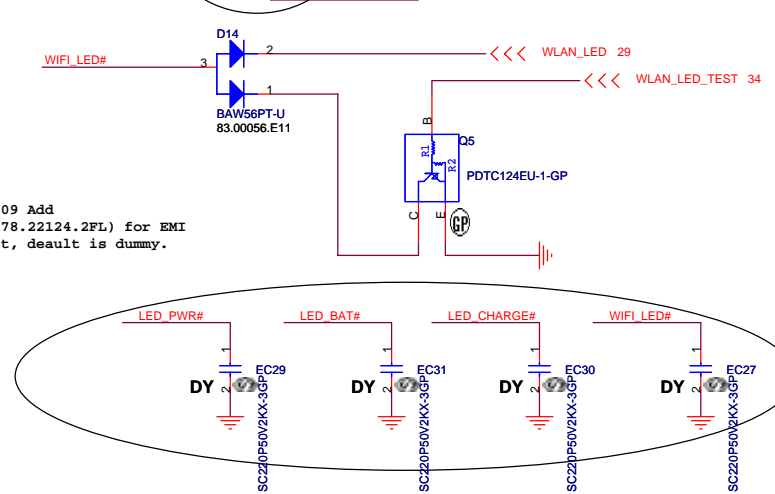 D14
WIFI_LED#
3
2
WLAN_LED 29
1
WLAN_LED_TEST 34
BAW56PT-U
83.00056.E11
B
Q5
R1
R2
PDTC124EU-1-GP
C
E
GP
09 Add
78.22124.2FL) for EMI
t, deault is dummy.
LED_PWR#
LED_BAT#
LED_CHARGE#
WIFI_LED#
1
1
1
1
EC29
EC31
EC30
EC27
DY
DY
DY
DY
2
2
2
2
SC220P50V2KX-3GP
SC220P50V2KX-3GP
SC220P50V2KX-3GP
SC220P50V2KX-3GP